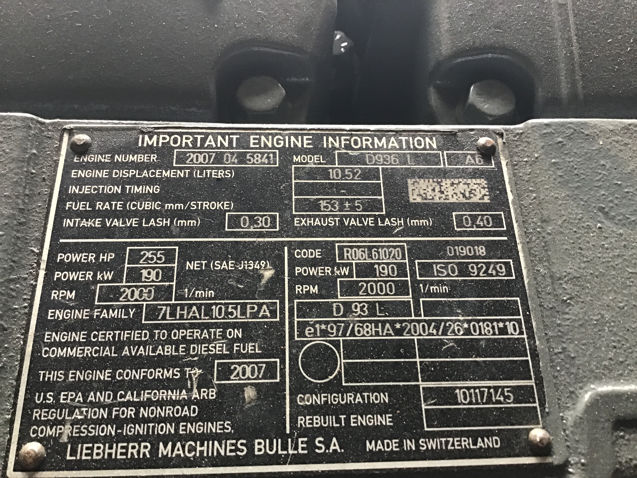 IMPORTANT ENGINE INFORMATION
ENGINE NUMBER 2007 04 5841 MODEL D936 L A6
ENGINE DISPLACEMENT (LITERS) 10.52
INJECTION TIMING -
FUEL RATE (CUBIC mm/STROKE) 153 ± 5
INTAKE VALVE LASH (mm) 0,30 EXHAUST VALVE LASH (mm) 0,40
POWER HP 255
POWER kW 190
NET (SAE J1349)
RPM 2000 1/min
ENGINE FAMILY 7LHAL10.5LPA
ENGINE CERTIFIED TO OPERATE ON
COMMERCIAL AVAILABLE DIESEL FUEL
THIS ENGINE CONFORMS TO 2007
U.S. EPA AND CALIFORNIA ARB
REGULATION FOR NONROAD
COMPRESSION-IGNITION ENGINES.
CODE R06L61020 019018
POWER kW 190 ISO 9249
RPM 2000 1/min
D 93 L
e1*97/68HA*2004/26*0181*10
CONFIGURATION 10117145
REBUILT ENGINE
LIEBHERR MACHINES BULLE S.A. MADE IN SWITZERLAND